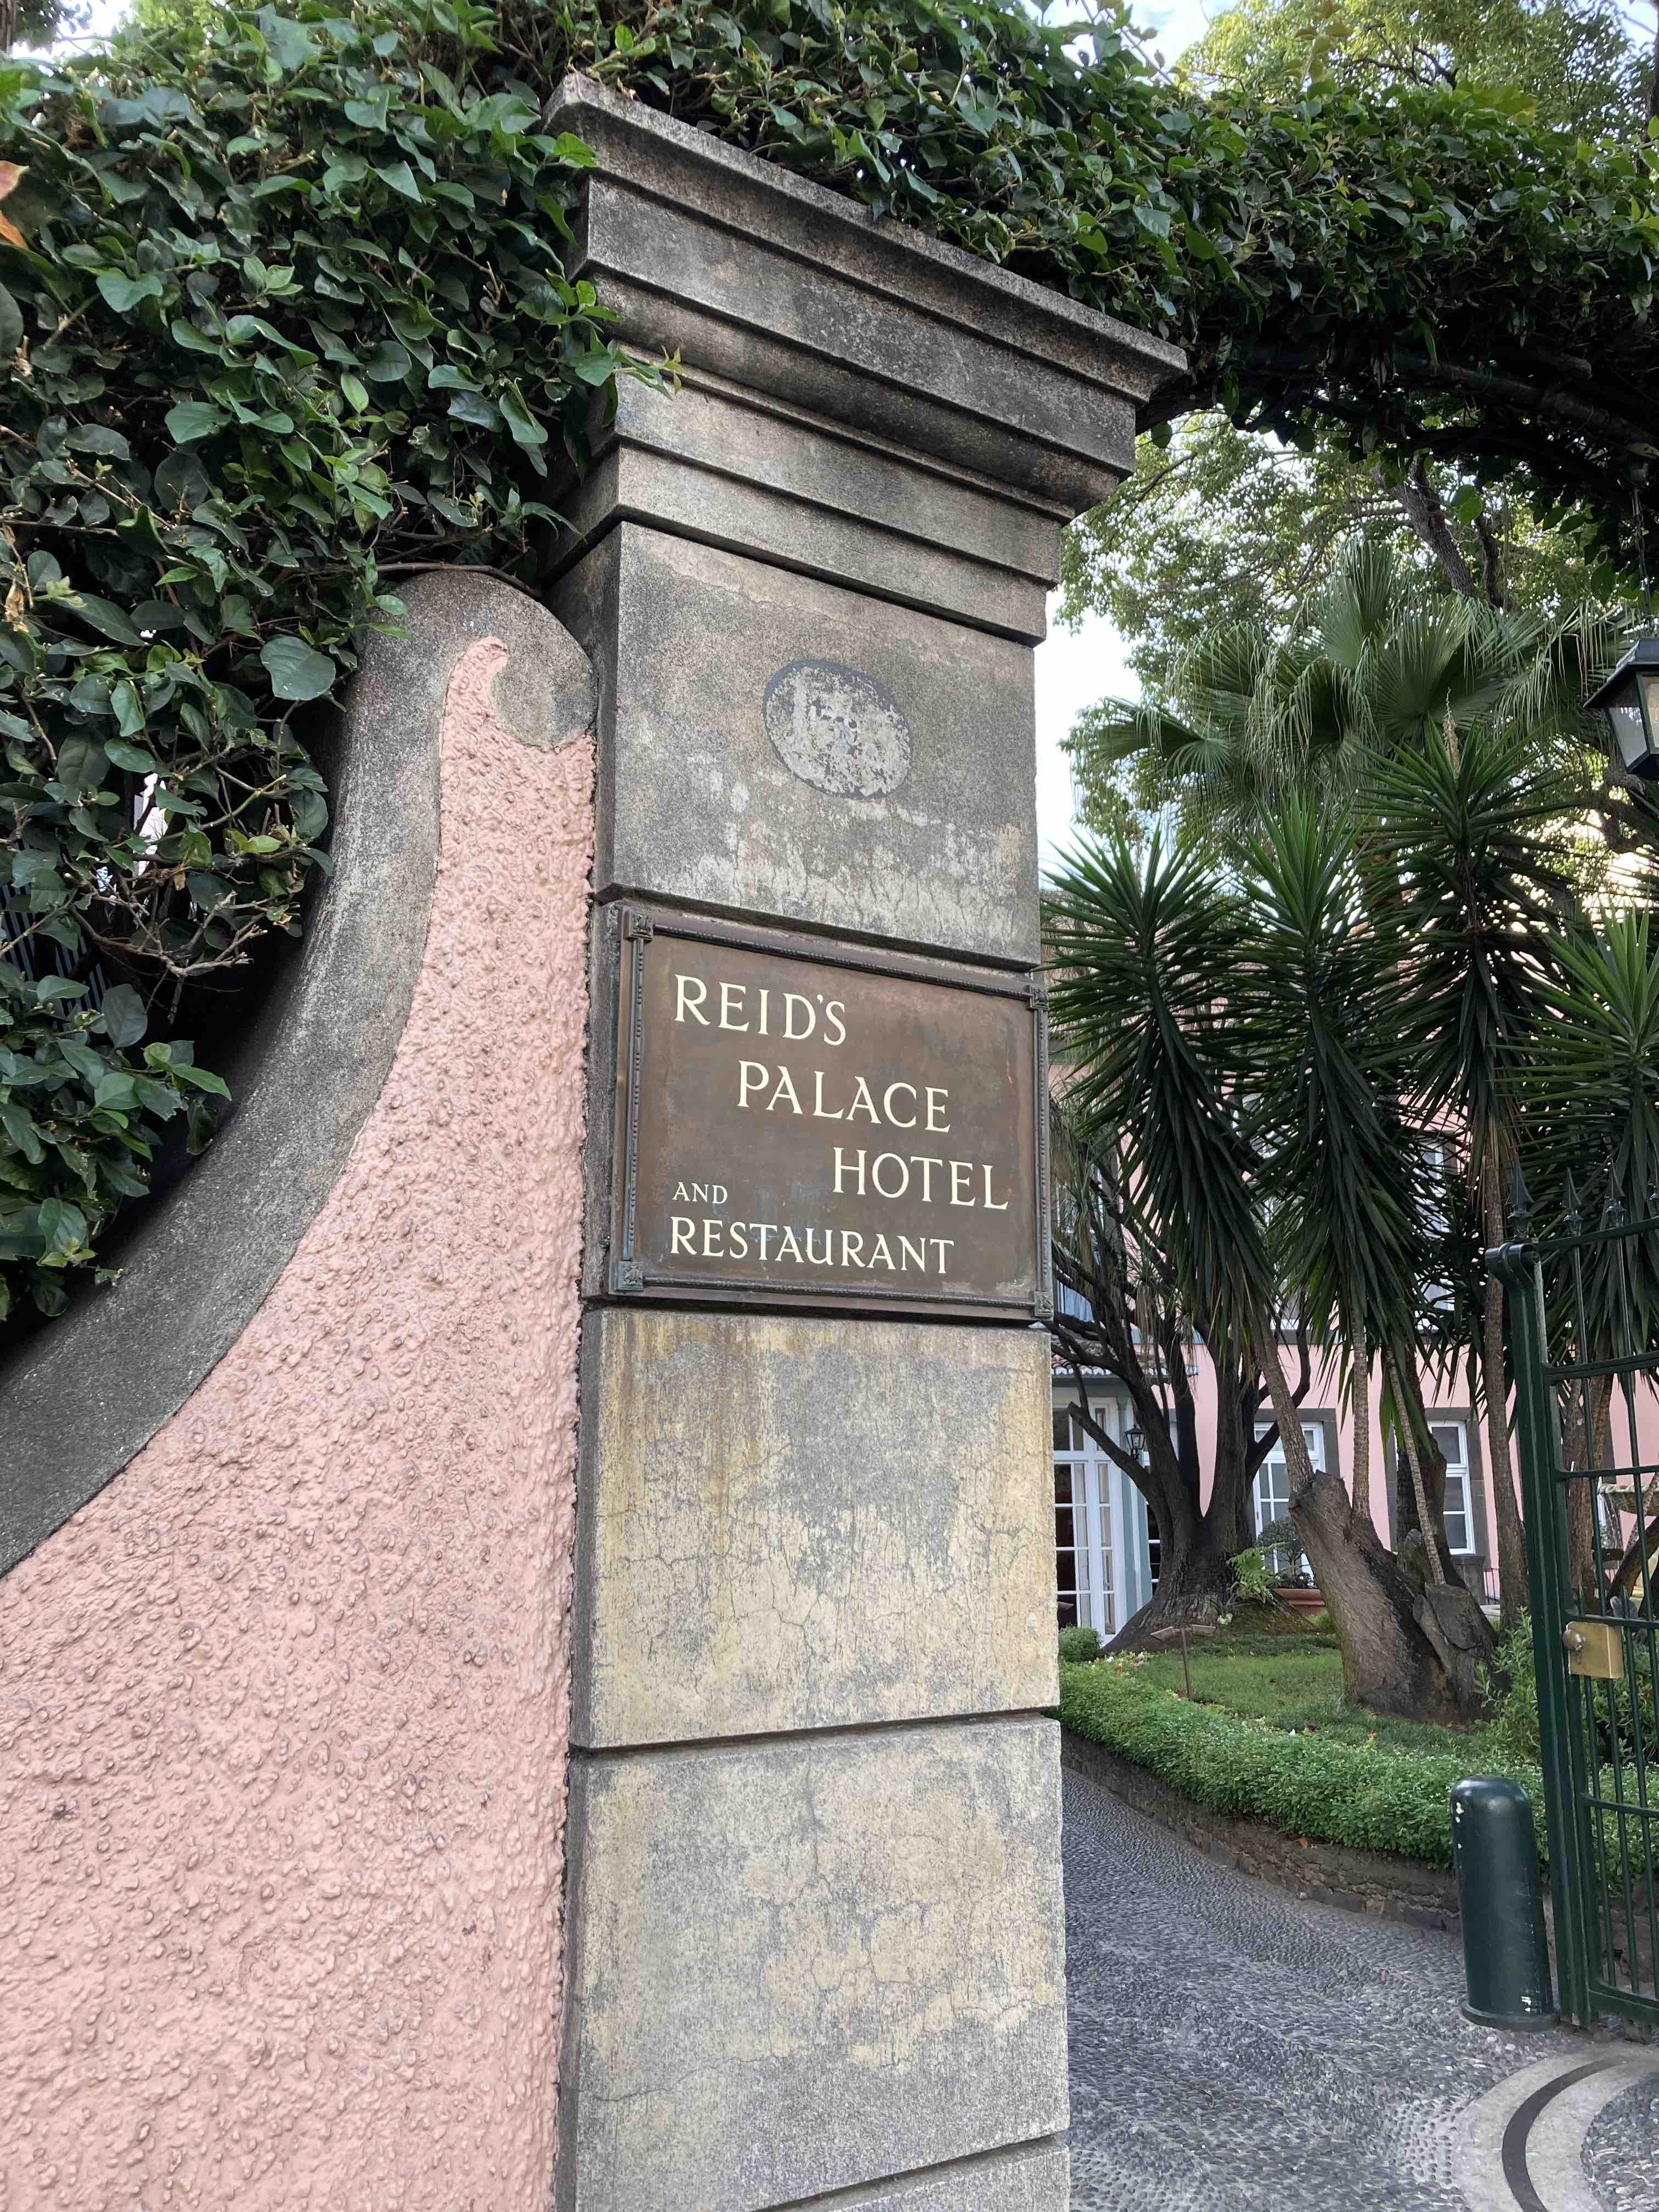 REID'S
PALACE
HOTEL
AND
RESTAURANT